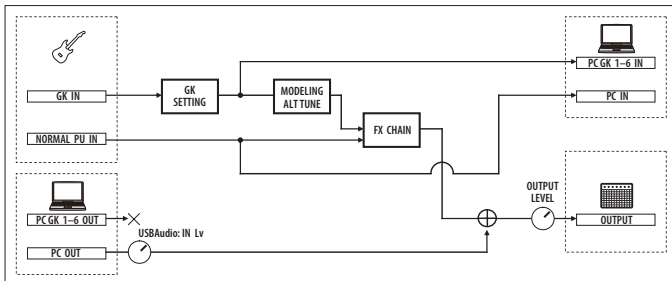 GK IN
NORMAL PU IN
GK
SETTING
MODELING
ALT TUNE
FX CHAIN
PC GK 1–6 IN
PC IN
PC GK 1–6 OUT
PC OUT
USBAudio: IN Lv
OUTPUT
LEVEL
OUTPUT